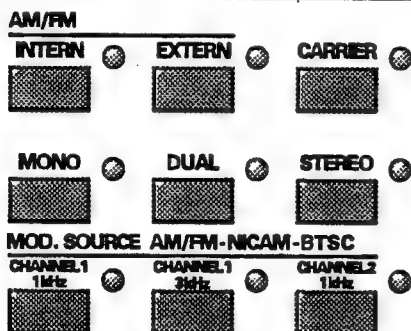 AM/FM
INTERN EXTERN CARRIER
MONO DUAL STEREO
MOD. SOURCE AM/FM-NICAM-BTSC
CHANNEL1 CHANNEL1 CHANNEL2
1kHz 3kHz 1kHz